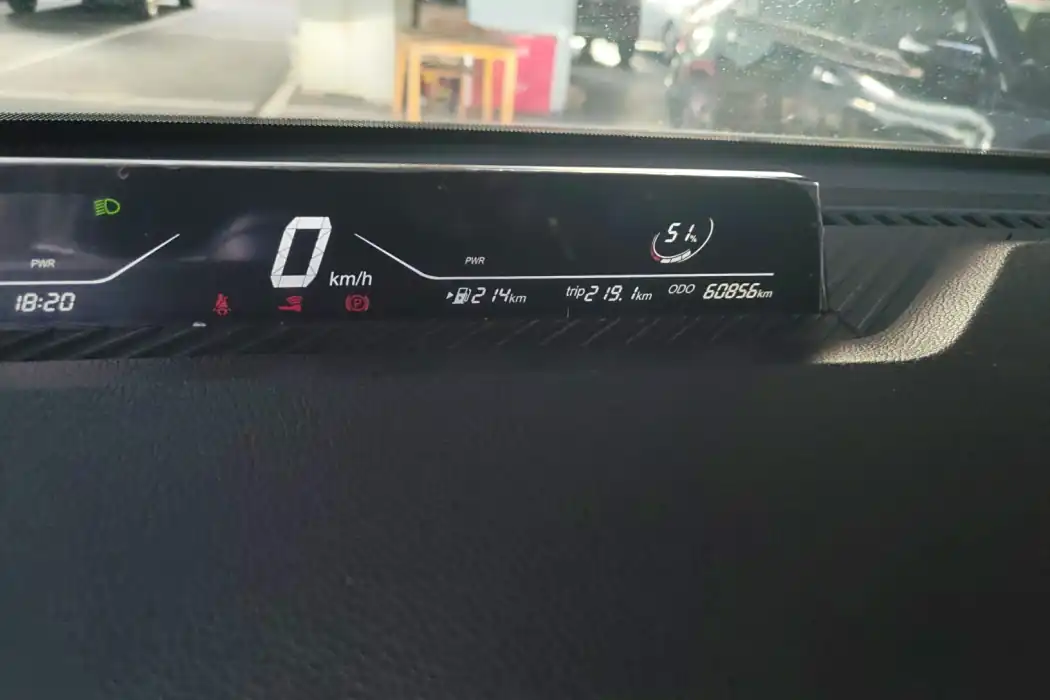 51%
PWR
PWR
0 km/h
18:20
214km
trip 219.1km
ODO 60856km